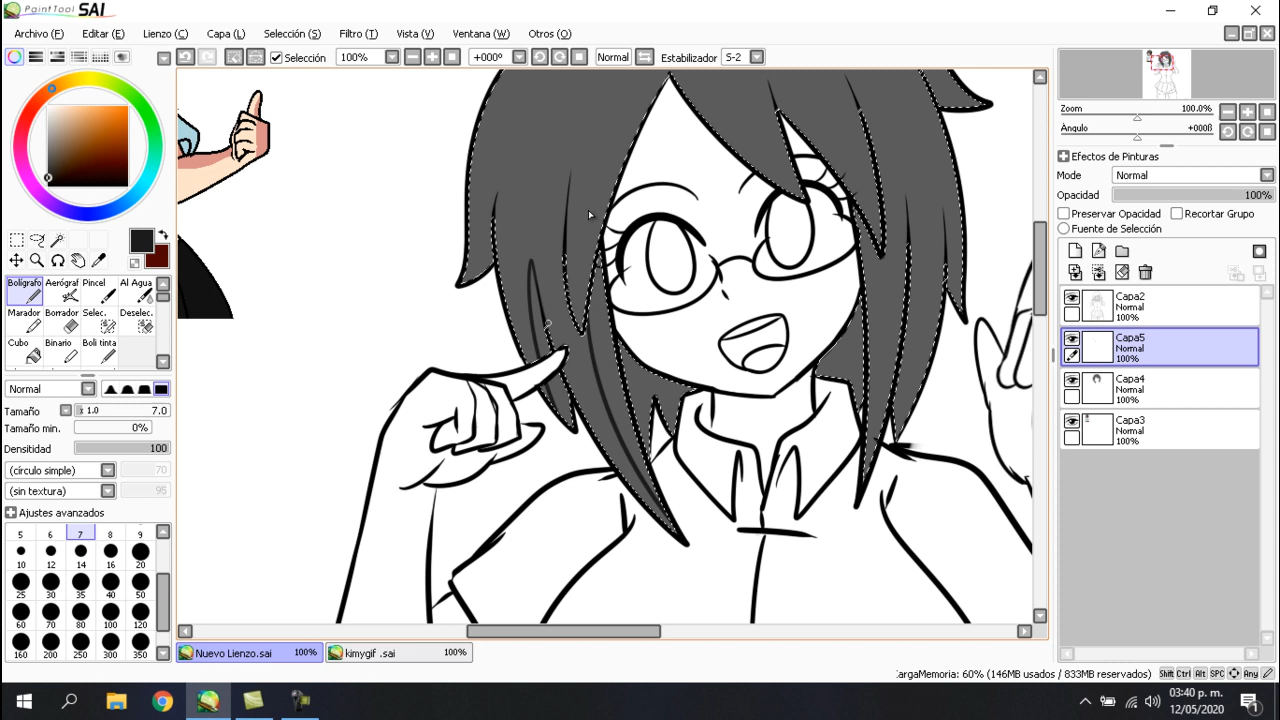 PaintTool SAI
Archivo (F) Editar (E) Lienzo (C) Capa (L) Selección (S) Filtro (T) Vista (V) Ventana (W) Otros (O)
Selección 100% +000º Normal Estabilizador S-2
Zoom 100.0%
Àngulo +000ß
Efectos de Pinturas
Mode Normal
Opacidad 100%
Preservar Opacidad Recortar Grupo
Fuente de Selección
Capa2
Normal
100%
Capa5
Normal
100%
Capa4
Normal
100%
Capa3
Normal
100%
Bolígrafo Aerógraf Pincel Al Agua
Marador Borrador Selec. Deselec.
Cubo Binario Boli tinta
Normal
Tamaño x 1.0 7.0
Tamaño min. 0%
Densitidad 100
(círculo simple) 70
(sin textura) 95
Ajustes avanzados
5 6 7 8 9
10 12 14 16 20
25 30 35 40 50
60 70 80 100 120
160 200 250 300 350
Nuevo Lienzo.sai 100% kimygif .sai 100%
:argaMemoria: 60% (146MB usados / 833MB reservados) Shift Ctrl Alt SPC Any
03:40 p. m.
12/05/2020
1